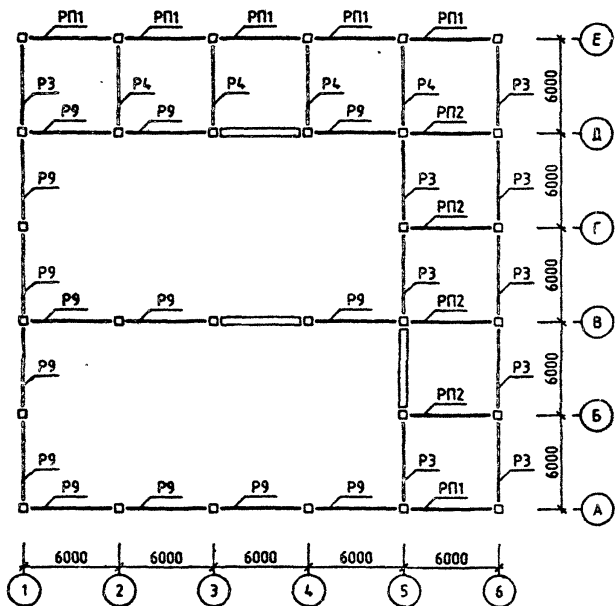 РП1 РП1 РП1 РП1 РП1 Е
Р3 Р4 Р4 Р4 Р4 Р3 6000
Р9 Р9 Р9 РП2 Д
Р9 Р3 Р3 6000
РП2 Г
Р9 Р3 Р3 6000
Р9 Р9 Р9 РП2 В
Р9 Р3 6000
РП2 Б
Р9 Р3 Р3 6000
Р9 Р9 Р9 Р9 РП1 А
6000 6000 6000 6000 6000
1 2 3 4 5 6